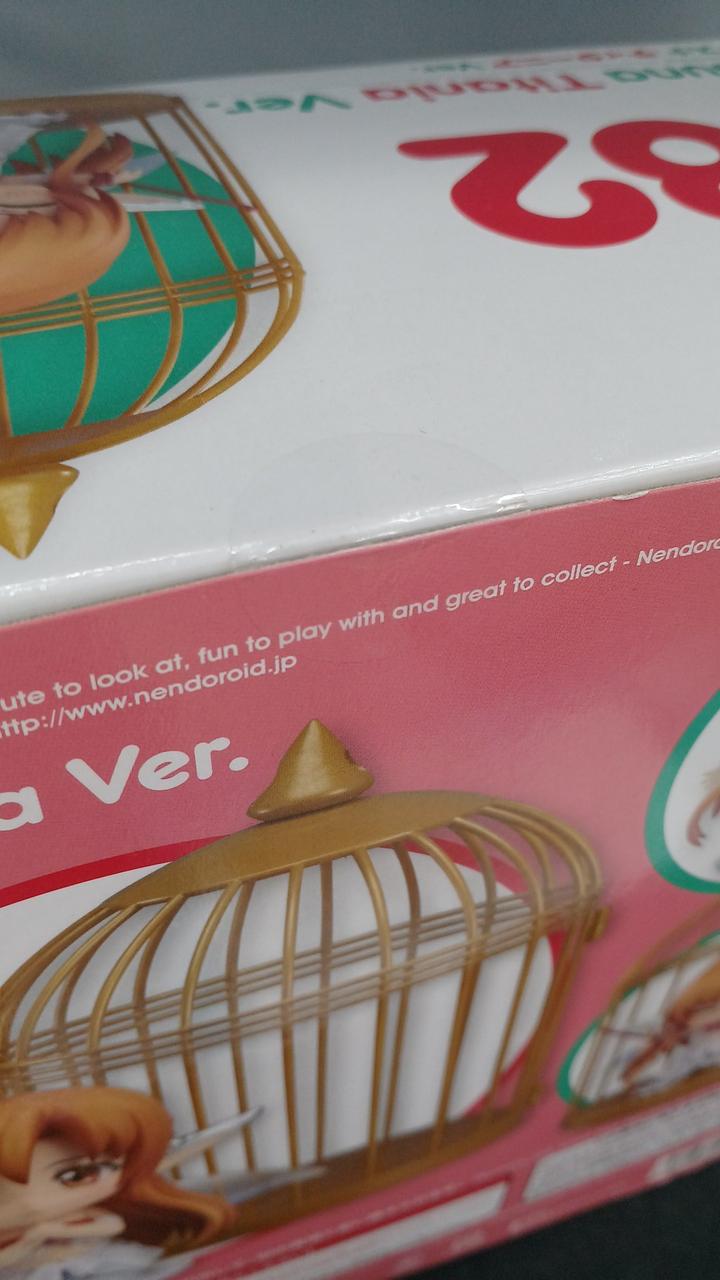 una Titania Ver.
82
ute to look at, fun to play with and great to collect - Nendoro
ttp://www.nendoroid.jp
a Ver.